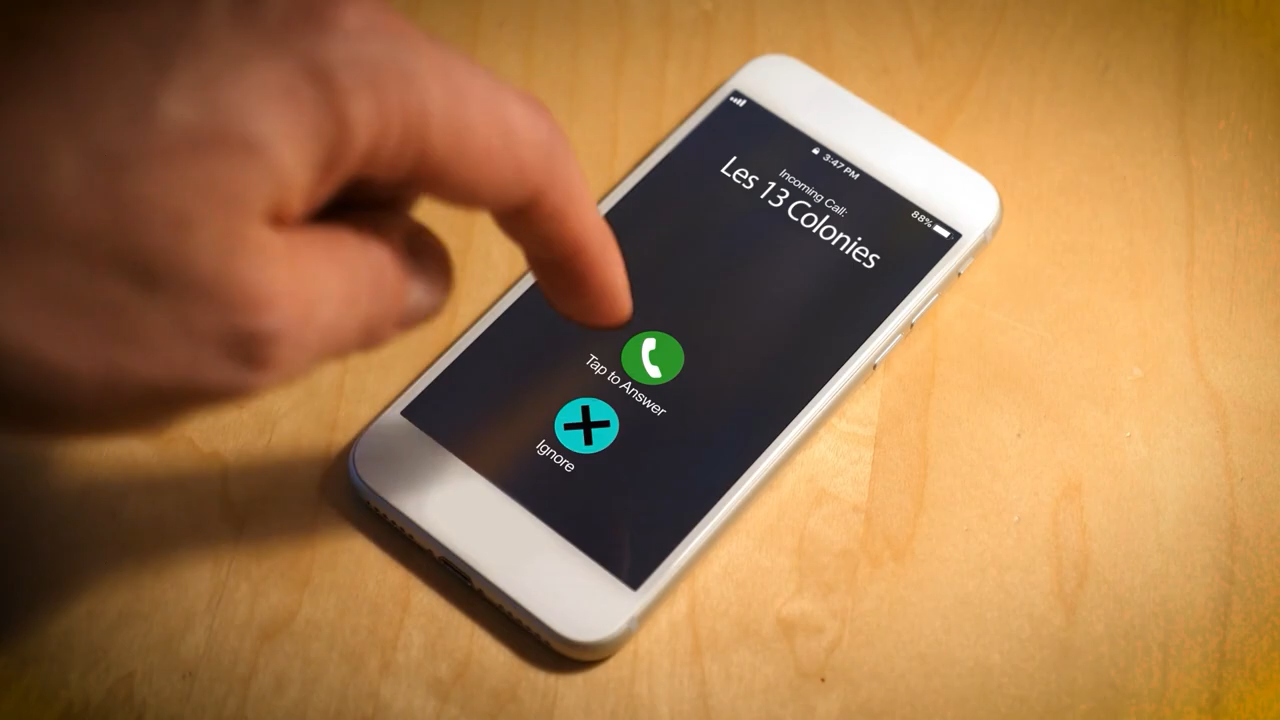 3:47 PM
88%
Incoming Call:
Les 13 Colonies
Tap to Answer
Ignore